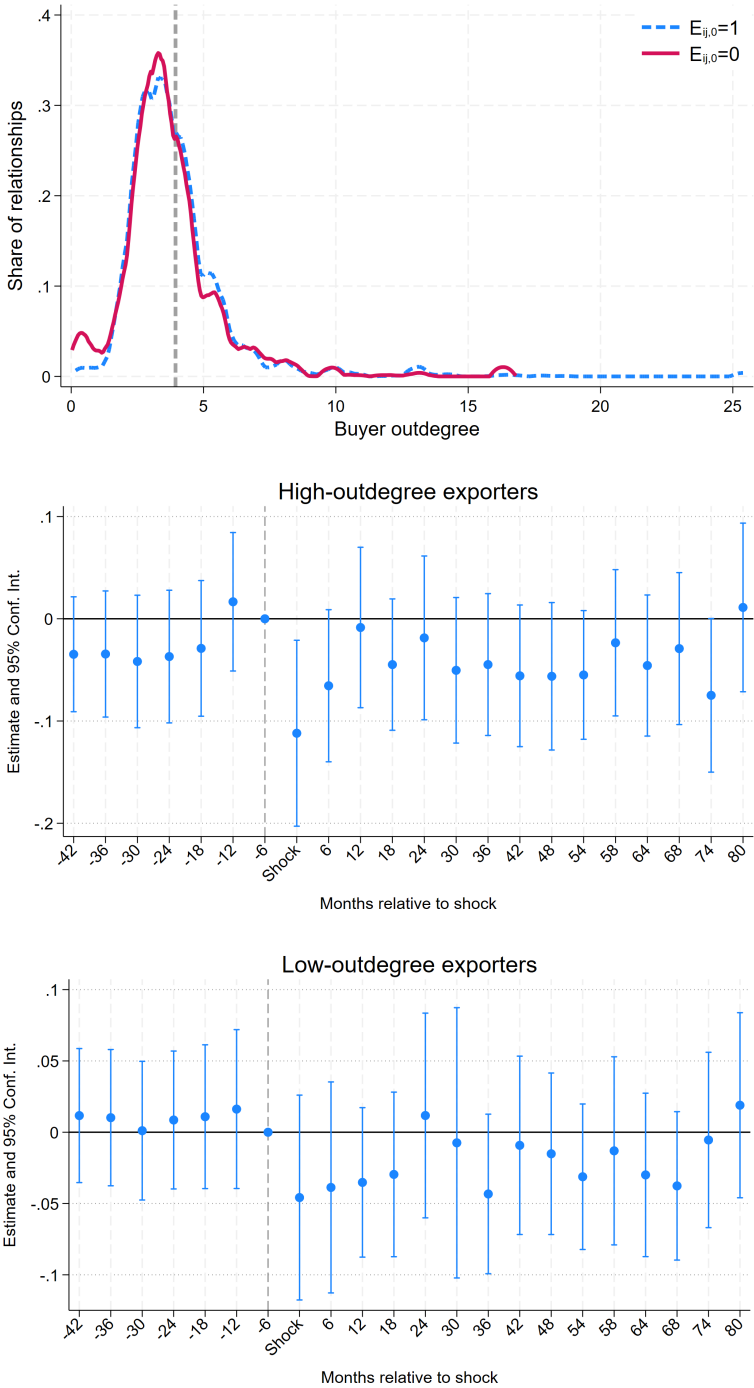 Share of relationships
.4
.3
.2
.1
0
E_ij,0=1
E_ij,0=0
0 5 10 15 20 25
Buyer outdegree
High-outdegree exporters
Estimate and 95% Conf. Int.
.1
0
-.1
-.2
-42 -36 -30 -24 -18 -12 -6 Shock 6 12 18 24 30 36 42 48 54 58 64 68 74 80
Months relative to shock
Low-outdegree exporters
Estimate and 95% Conf. Int.
.1
.05
0
-.05
-.1
-42 -36 -30 -24 -18 -12 -6 Shock 6 12 18 24 30 36 42 48 54 58 64 68 74 80
Months relative to shock